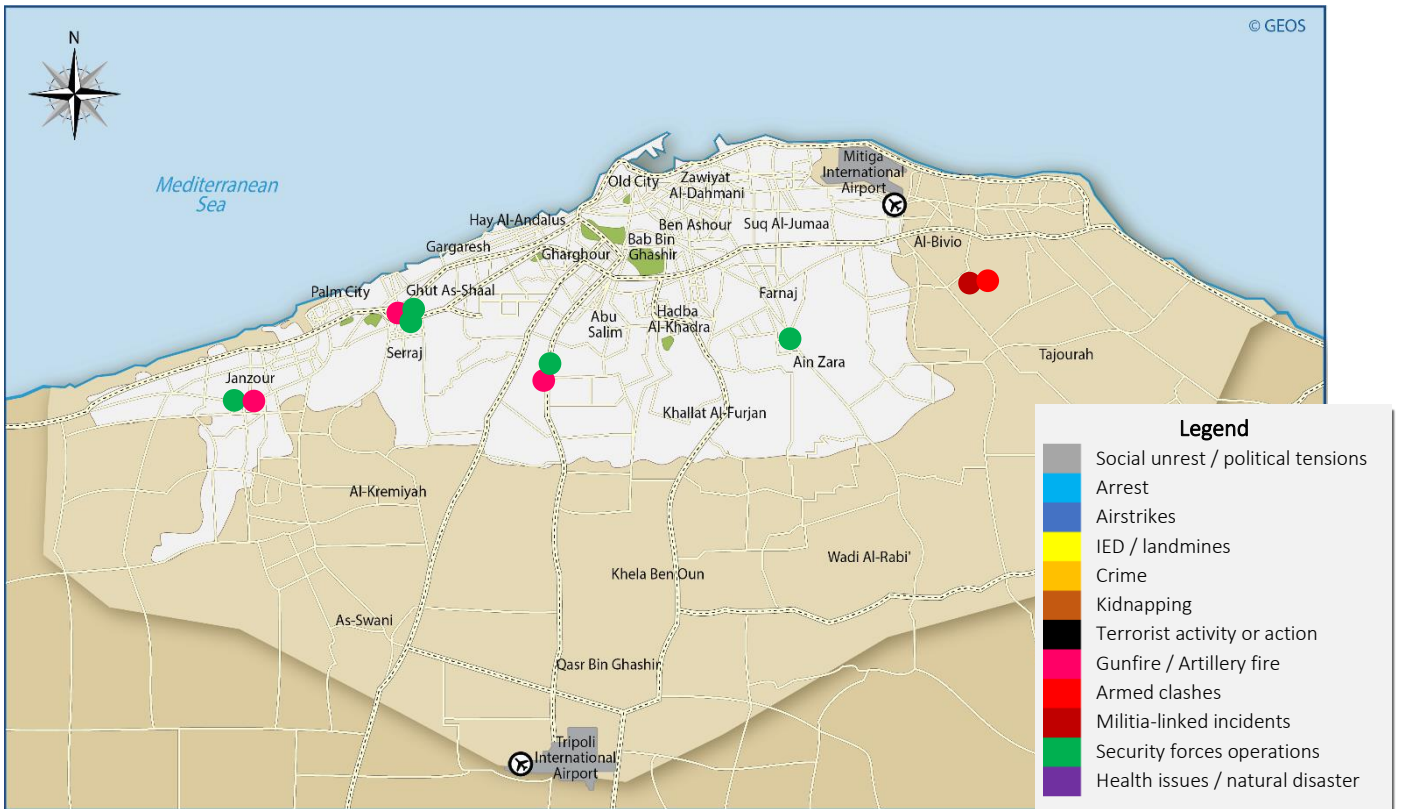 © GEOS
N
Mediterranean
Sea
Mitiga
International
Airport
Old City
Zawiyat
Al-Dahmani
Hay Al-Andalus
Ben Ashour
Suq Al-Jumaa
Gargaresh
Bab Bin
Ghashir
Al-Bivio
Gharghour
Palm City
Ghut As-Shaal
Farnaj
Abu
Salim
Hadba
Al-Khadra
Serraj
Ain Zara
Tajourah
Janzour
Khallat Al-Furjan
Al-Kremiyah
Wadi Al-Rabi'
Khela Ben Oun
As-Swani
Qasr Bin Ghashir
Tripoli
International
Airport
Legend
Social unrest / political tensions
Arrest
Airstrikes
IED / landmines
Crime
Kidnapping
Terrorist activity or action
Gunfire / Artillery fire
Armed clashes
Militia-linked incidents
Security forces operations
Health issues / natural disaster